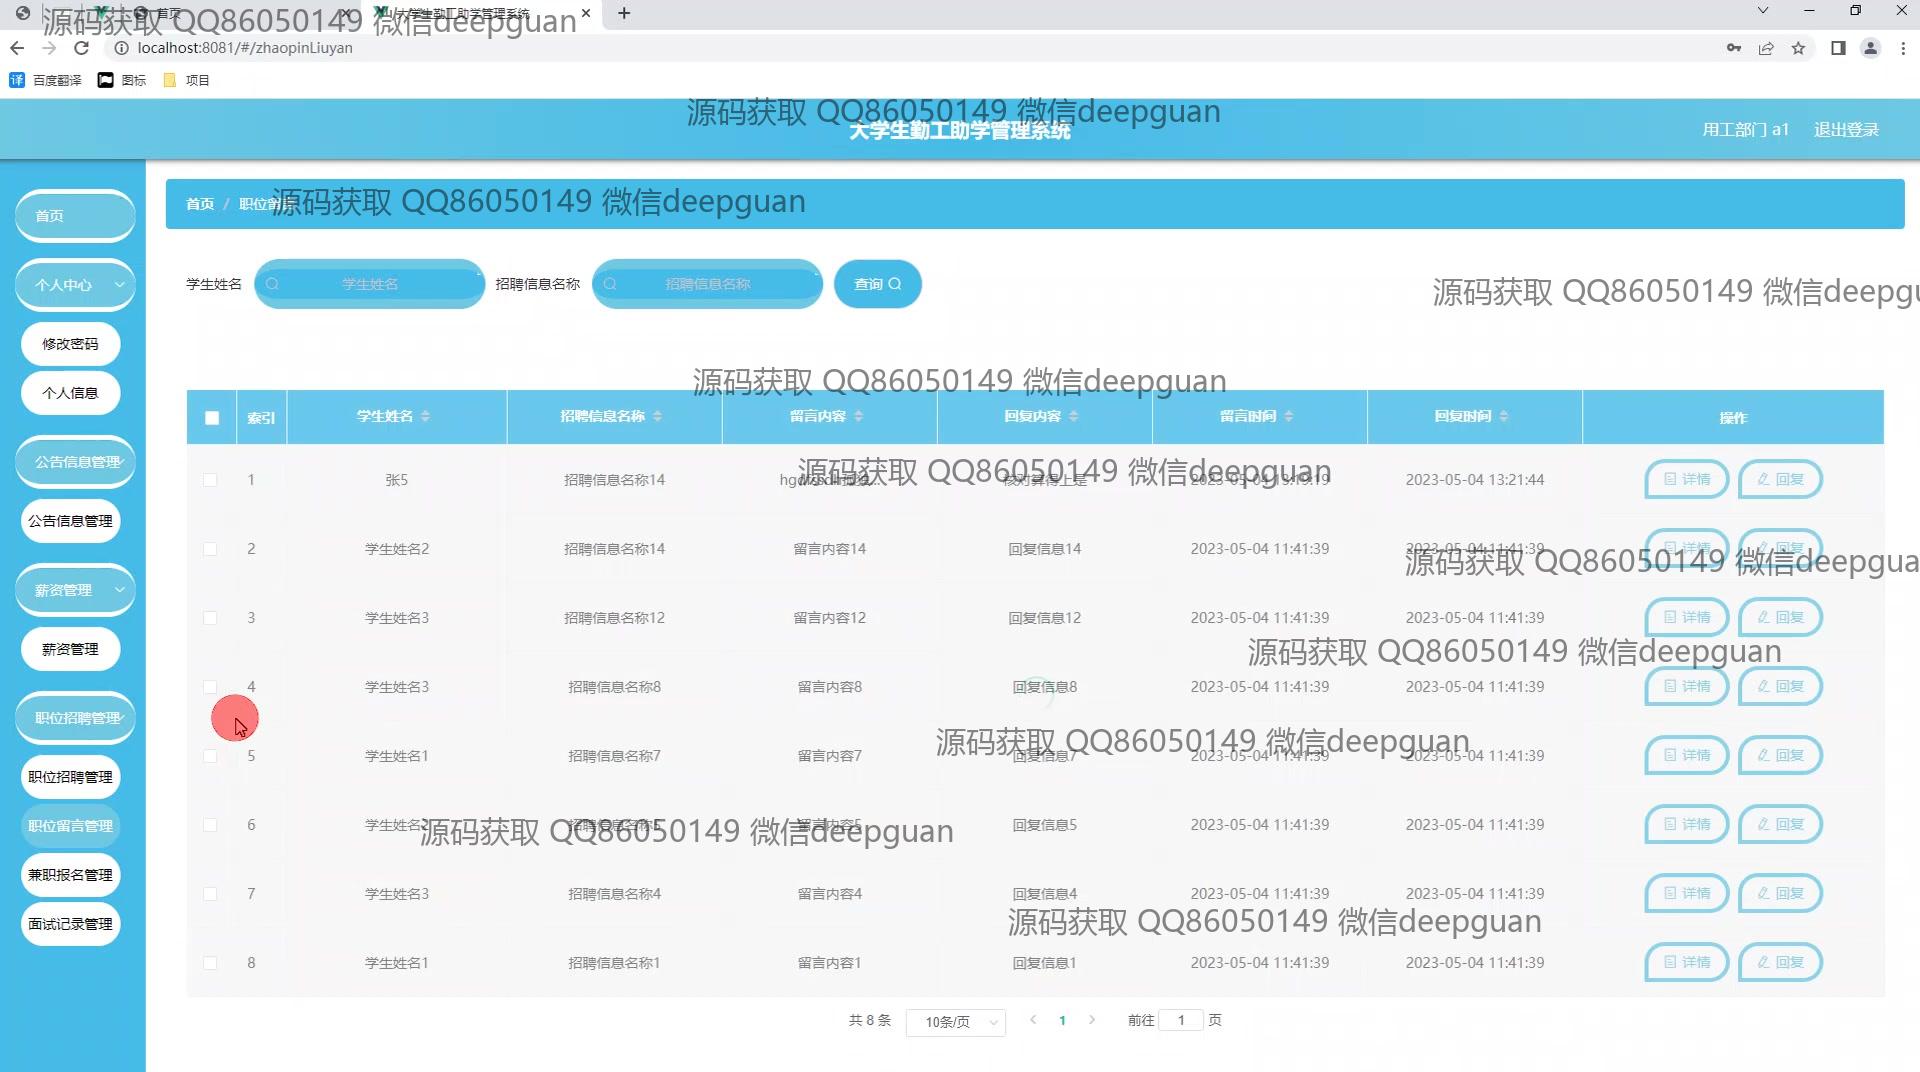 首页
大学生勤工助学管理系统
源码获取 QQ86050149 微信deepguan
localhost:8081/#/zhaopinLiuyan
百度翻译 图标 项目
源码获取 QQ86050149 微信deepguan
大学生勤工助学管理系统
用工部门 a1 退出登录
首页 / 职位留言
源码获取 QQ86050149 微信deepguan
首页
个人中心
修改密码
个人信息
公告信息管理
公告信息管理
薪资管理
薪资管理
职位招聘管理
职位招聘管理
职位留言管理
兼职报名管理
面试记录管理
学生姓名 学生姓名 招聘信息名称 招聘信息名称 查询
源码获取 QQ86050149 微信deepgu
源码获取 QQ86050149 微信deepguan
索引 学生姓名 招聘信息名称 留言内容 回复内容 留言时间 回复时间 操作
源码获取 QQ86050149 微信deepguan
1 张5 招聘信息名称14 2023-05-04 13:21:44 详情 回复
2 学生姓名2 招聘信息名称14 留言内容14 回复信息14 2023-05-04 11:41:39 2023-05-04 11:41:39 详情 回复
源码获取 QQ86050149 微信deepgua
3 学生姓名3 招聘信息名称12 留言内容12 回复信息12 2023-05-04 11:41:39 2023-05-04 11:41:39 详情 回复
源码获取 QQ86050149 微信deepguan
4 学生姓名3 招聘信息名称8 留言内容8 回复信息8 2023-05-04 11:41:39 2023-05-04 11:41:39 详情 回复
源码获取 QQ86050149 微信deepguan
5 学生姓名1 招聘信息名称7 留言内容7 回复信息7 2023-05-04 11:41:39 2023-05-04 11:41:39 详情 回复
源码获取 QQ86050149 微信deepguan
6 学生姓名2 招聘信息名称5 留言内容5 回复信息5 2023-05-04 11:41:39 2023-05-04 11:41:39 详情 回复
7 学生姓名3 招聘信息名称4 留言内容4 回复信息4 2023-05-04 11:41:39 2023-05-04 11:41:39 详情 回复
源码获取 QQ86050149 微信deepguan
8 学生姓名1 招聘信息名称1 留言内容1 回复信息1 2023-05-04 11:41:39 2023-05-04 11:41:39 详情 回复
共 8 条 10条/页 1 前往 1 页